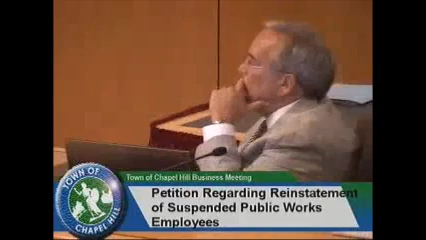 Town of Chapel Hill Business Meeting
Petition Regarding Reinstatement
of Suspended Public Works
Employees
TOWN OF
CHAPEL HILL